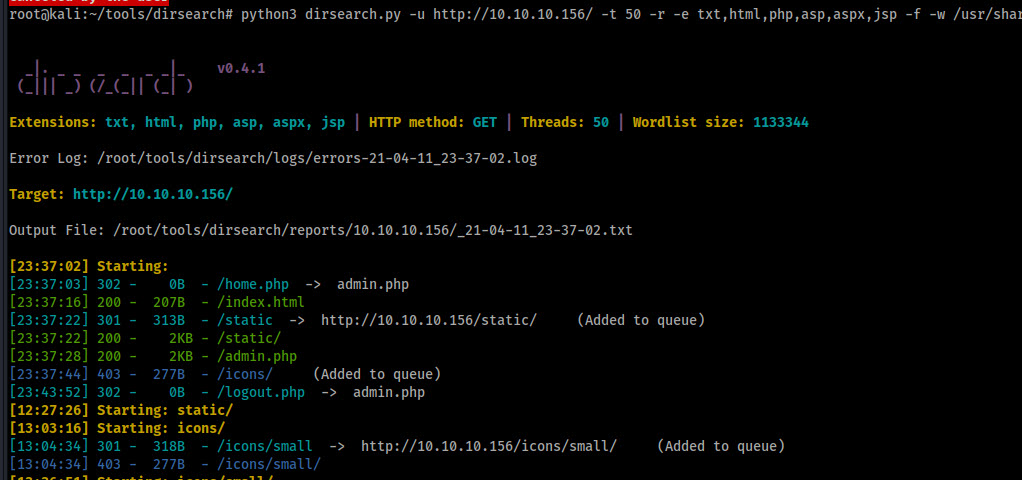 root@kali:~/tools/dirsearch# python3 dirsearch.py -u http://10.10.10.156/ -t 50 -r -e txt,html,php,asp,aspx,jsp -f -w /usr/shar
v0.4.1
Extensions: txt, html, php, asp, aspx, jsp | HTTP method: GET | Threads: 50 | Wordlist size: 1133344
Error Log: /root/tools/dirsearch/logs/errors-21-04-11_23-37-02.log
Target: http://10.10.10.156/
Output File: /root/tools/dirsearch/reports/10.10.10.156/_21-04-11_23-37-02.txt
[23:37:02] Starting:
[23:37:03] 302 -    0B  - /home.php  ->  admin.php
[23:37:16] 200 -  207B  - /index.html
[23:37:22] 301 -  313B  - /static  ->  http://10.10.10.156/static/     (Added to queue)
[23:37:22] 200 -    2KB - /static/
[23:37:28] 200 -    2KB - /admin.php
[23:37:44] 403 -  277B  - /icons/     (Added to queue)
[23:43:52] 302 -    0B  - /logout.php  ->  admin.php
[12:27:26] Starting: static/
[13:03:16] Starting: icons/
[13:04:34] 301 -  318B  - /icons/small  ->  http://10.10.10.156/icons/small/     (Added to queue)
[13:04:34] 403 -  277B  - /icons/small/